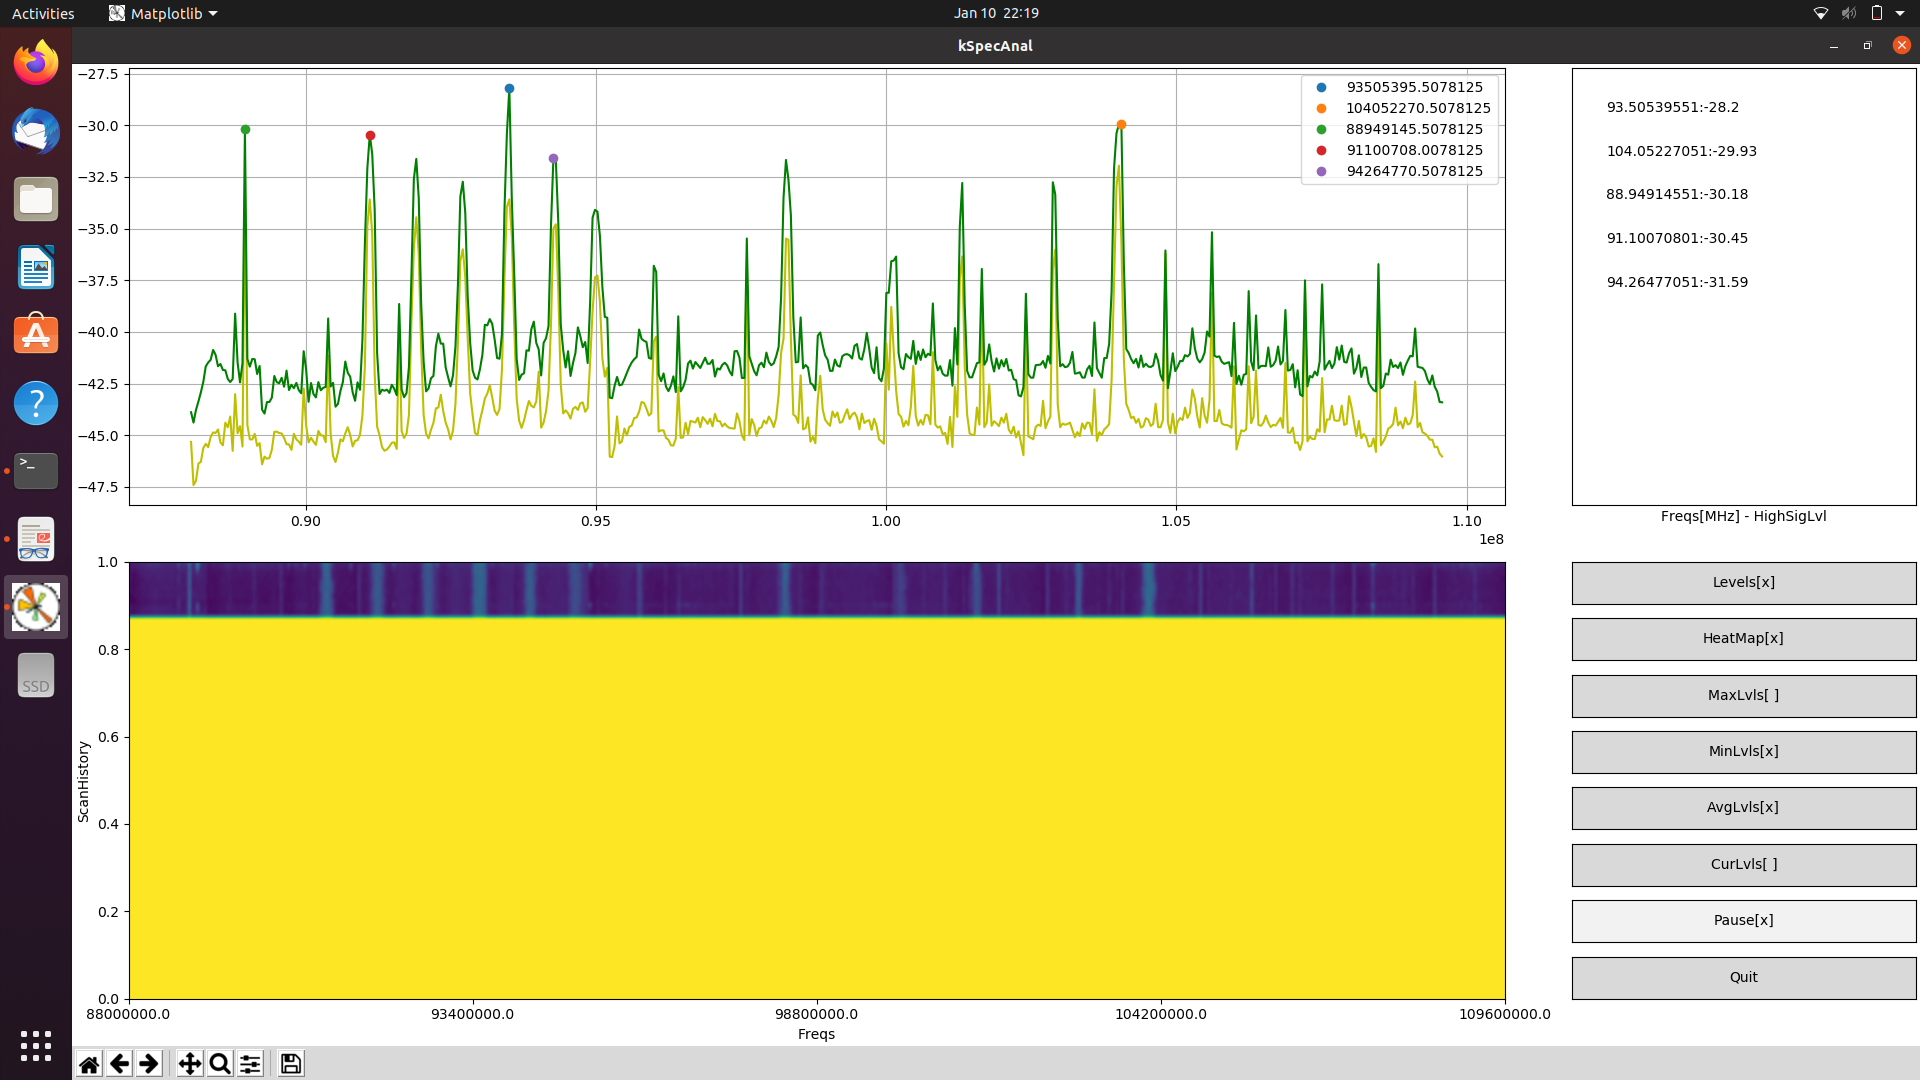 Activities
Matplotlib
Jan 10 22:19
kSpecAnal
−27.5
−30.0
−32.5
−35.0
−37.5
−40.0
−42.5
−45.0
−47.5
0.90
0.95
1.00
1.05
1.10
1e8
93505395.5078125
104052270.5078125
88949145.5078125
91100708.0078125
94264770.5078125
93.50539551:-28.2
104.05227051:-29.93
88.94914551:-30.18
91.10070801:-30.45
94.26477051:-31.59
Freqs[MHz] - HighSigLvl
1.0
0.8
0.6
0.4
0.2
0.0
ScanHistory
88000000.0
93400000.0
98800000.0
104200000.0
109600000.0
Freqs
Levels[x]
HeatMap[x]
MaxLvls[ ]
MinLvls[x]
AvgLvls[x]
CurLvls[ ]
Pause[x]
Quit
>_
?
SSD